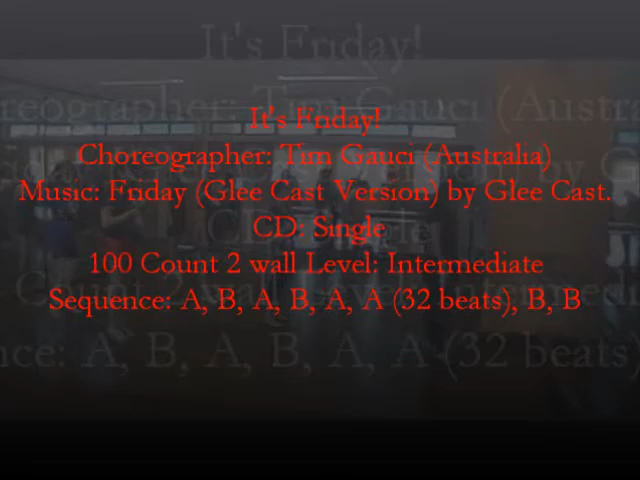 It's Friday!
Choreographer: Tim Gauci (Australia)
Music: Friday (Glee Cast Version) by Glee Cast.
CD: Single
100 Count 2 wall Level: Intermediate
Sequence: A, B, A, B, A, A (32 beats), B, B